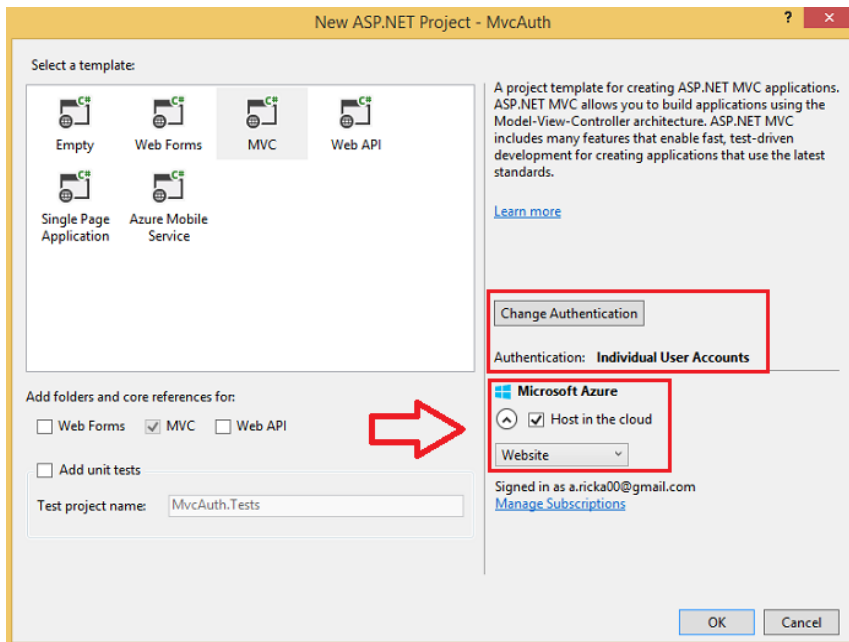 New ASP.NET Project - MvcAuth
? ×
Select a template:
C# C# C# C#
Empty Web Forms MVC Web API
C# C#
Single Page Azure Mobile
Application Service
A project template for creating ASP.NET MVC applications.
ASP.NET MVC allows you to build applications using the
Model-View-Controller architecture. ASP.NET MVC
includes many features that enable fast, test-driven
development for creating applications that use the latest
standards.
Learn more
Change Authentication
Authentication: Individual User Accounts
Add folders and core references for:
Web Forms MVC Web API
Add unit tests
Test project name: MvcAuth.Tests
Microsoft Azure
Host in the cloud
Website
Signed in as a.ricka00@gmail.com
Manage Subscriptions
OK Cancel